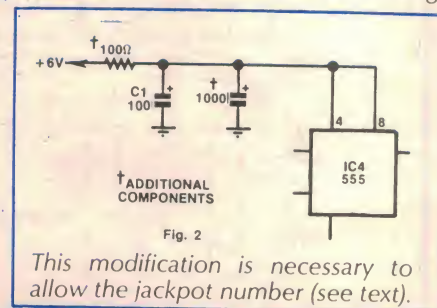 †100Ω
+6V
C1
100
+
†
1000
+
4
8
IC4
555
†ADDITIONAL
COMPONENTS
Fig. 2
This modification is necessary to
allow the jackpot number (see text).